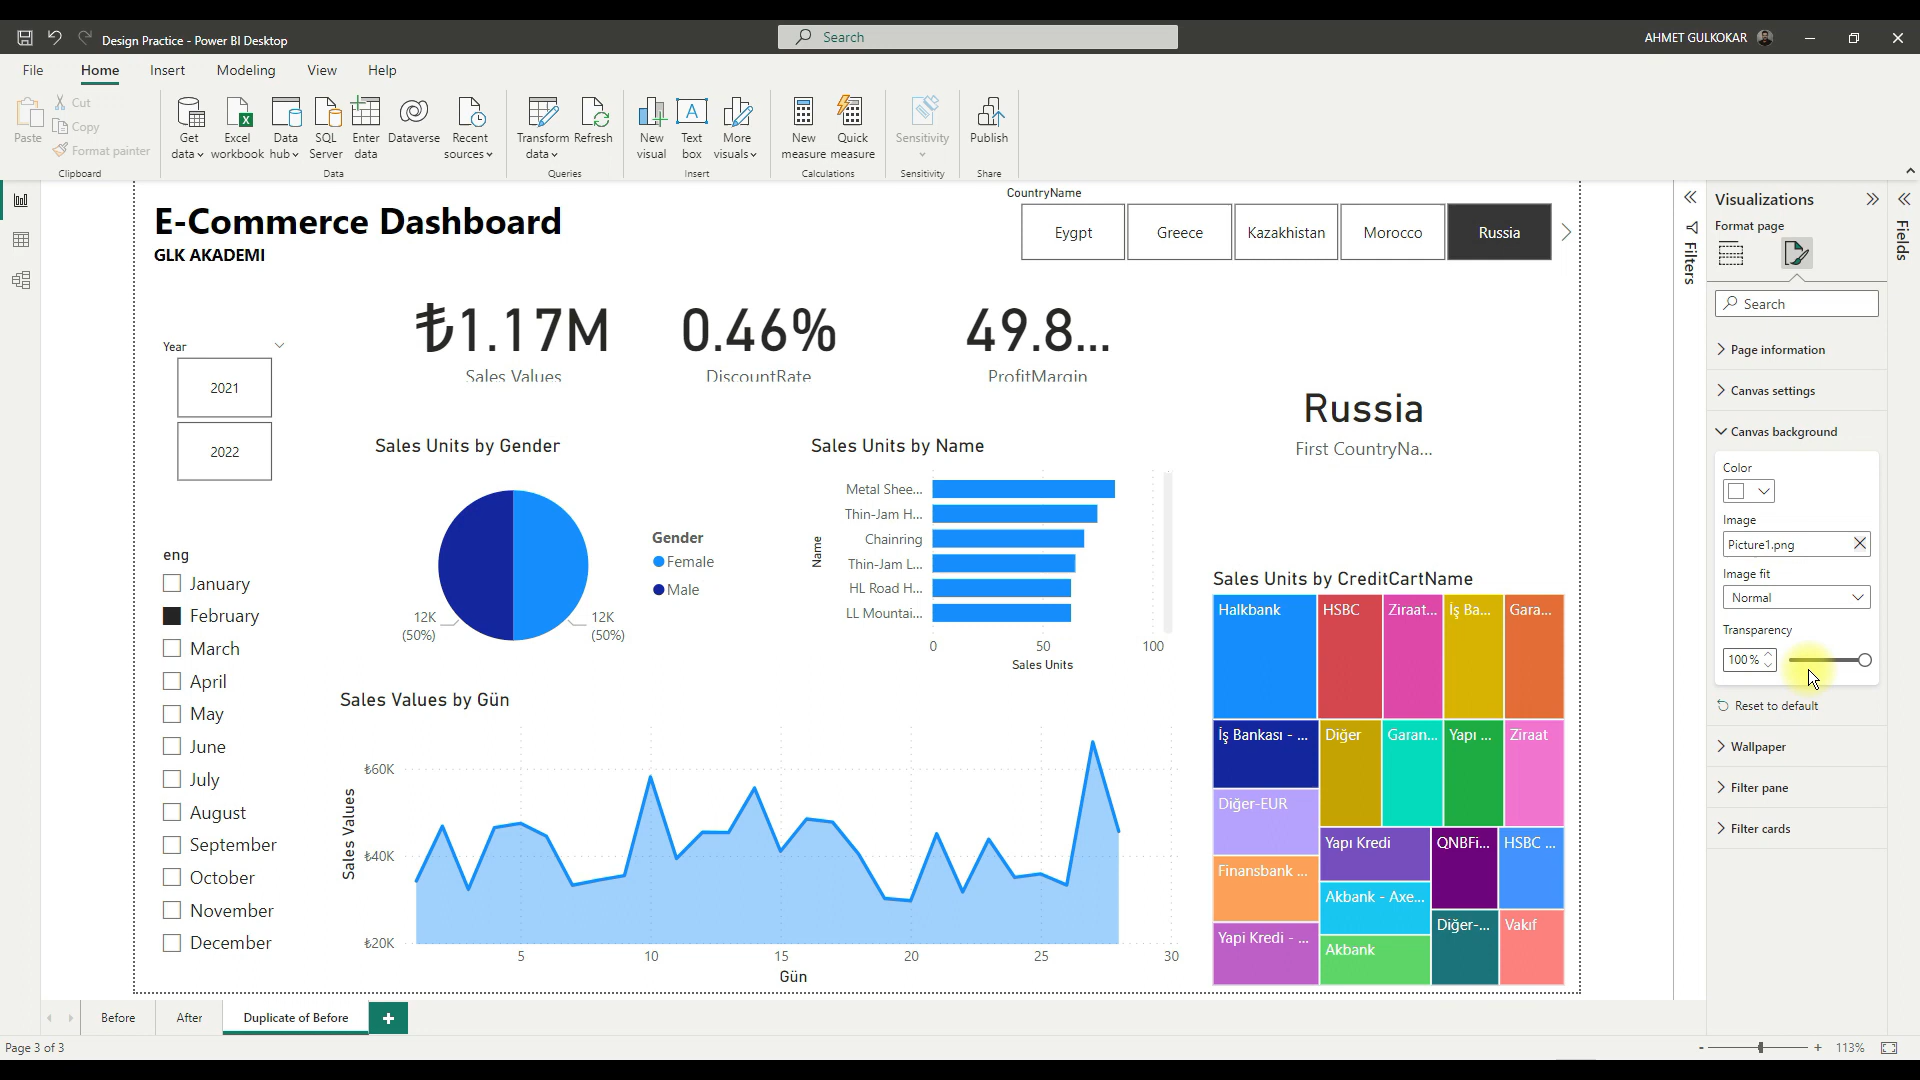 Design Practice - Power BI Desktop
Search
AHMET GULKOKAR
File Home Insert Modeling View Help
Paste
Cut
Copy
Format painter
Clipboard
Get data
Excel workbook
Data hub
SQL Server
Enter data
Dataverse
Recent sources
Data
Transform data
Refresh
Queries
New visual
Text box
More visuals
Insert
New measure
Quick measure
Calculations
Sensitivity
Sensitivity
Publish
Share
E-Commerce Dashboard
GLK AKADEMI
CountryName
Eygpt
Greece
Kazakhistan
Morocco
Russia
Year
2021
2022
₺1.17M
Sales Values
0.46%
DiscountRate
49.8...
ProfitMargin
Russia
First CountryNa...
eng
January
February
March
April
May
June
July
August
September
October
November
December
Sales Units by Gender
12K
(50%)
12K
(50%)
Gender
Female
Male
Sales Units by Name
Name
Metal Shee...
Thin-Jam H...
Chainring
Thin-Jam L...
HL Road H...
LL Mountai...
0 50 100
Sales Units
Sales Values by Gün
Sales Values
₺60K
₺40K
₺20K
5 10 15 20 25 30
Gün
Sales Units by CreditCartName
Halkbank
HSBC
Ziraat...
İş Ba...
Gara...
İş Bankası - ...
Diğer
Garan...
Yapı ...
Ziraat
Diğer-EUR
Yapı Kredi
QNBFi...
HSBC ...
Finansbank ...
Akbank - Axe...
Yapi Kredi - ...
Akbank
Diğer-...
Vakıf
Filters
Visualizations
Format page
Search
Page information
Canvas settings
Canvas background
Color
Image
Picture1.png
Image fit
Normal
Transparency
100%
Reset to default
Wallpaper
Filter pane
Filter cards
Fields
Before
After
Duplicate of Before
+
Page 3 of 3
- + 113%